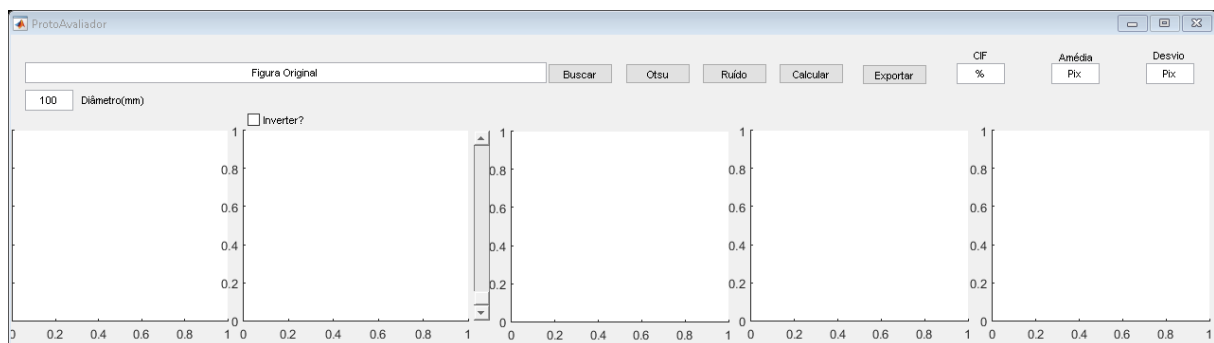 ProtoAvaliador
CIF Amédia Desvio
Figura Original Buscar Otsu Ruído Calcular Exportar % Pix Pix
100 Diâmetro(mm)
Inverter?
1 1 1 1
0.8 0.8 0.8 0.8
0.6 0.6 0.6 0.6
0.4 0.4 0.4 0.4
0.2 0.2 0.2 0.2
0 0 0 0
0 0.2 0.4 0.6 0.8 1 0 0.2 0.4 0.6 0.8 1 0 0.2 0.4 0.6 0.8 1 0 0.2 0.4 0.6 0.8 1 0 0.2 0.4 0.6 0.8 1